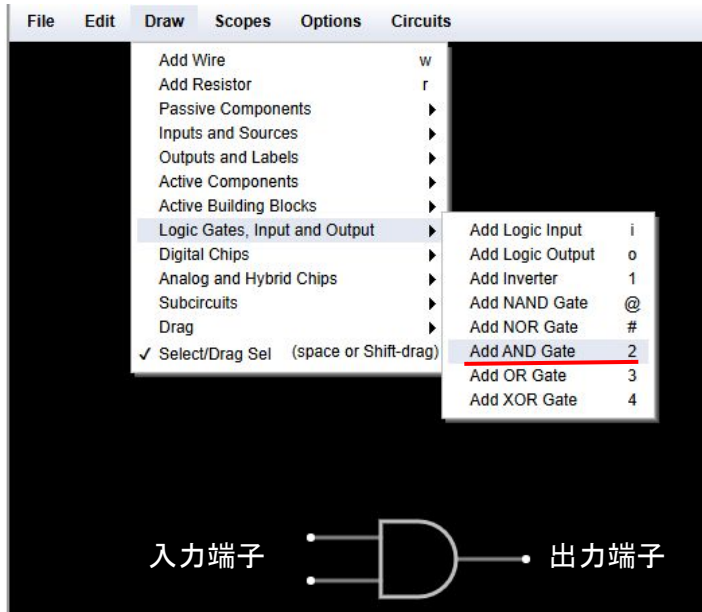 File Edit Draw Scopes Options Circuits
Add Wire w
Add Resistor r
Passive Components
Inputs and Sources
Outputs and Labels
Active Components
Active Building Blocks
Logic Gates, Input and Output
Digital Chips
Analog and Hybrid Chips
Subcircuits
Drag
✓ Select/Drag Sel (space or Shift-drag)
Add Logic Input i
Add Logic Output o
Add Inverter 1
Add NAND Gate @
Add NOR Gate #
Add AND Gate 2
Add OR Gate 3
Add XOR Gate 4
入力端子
出力端子